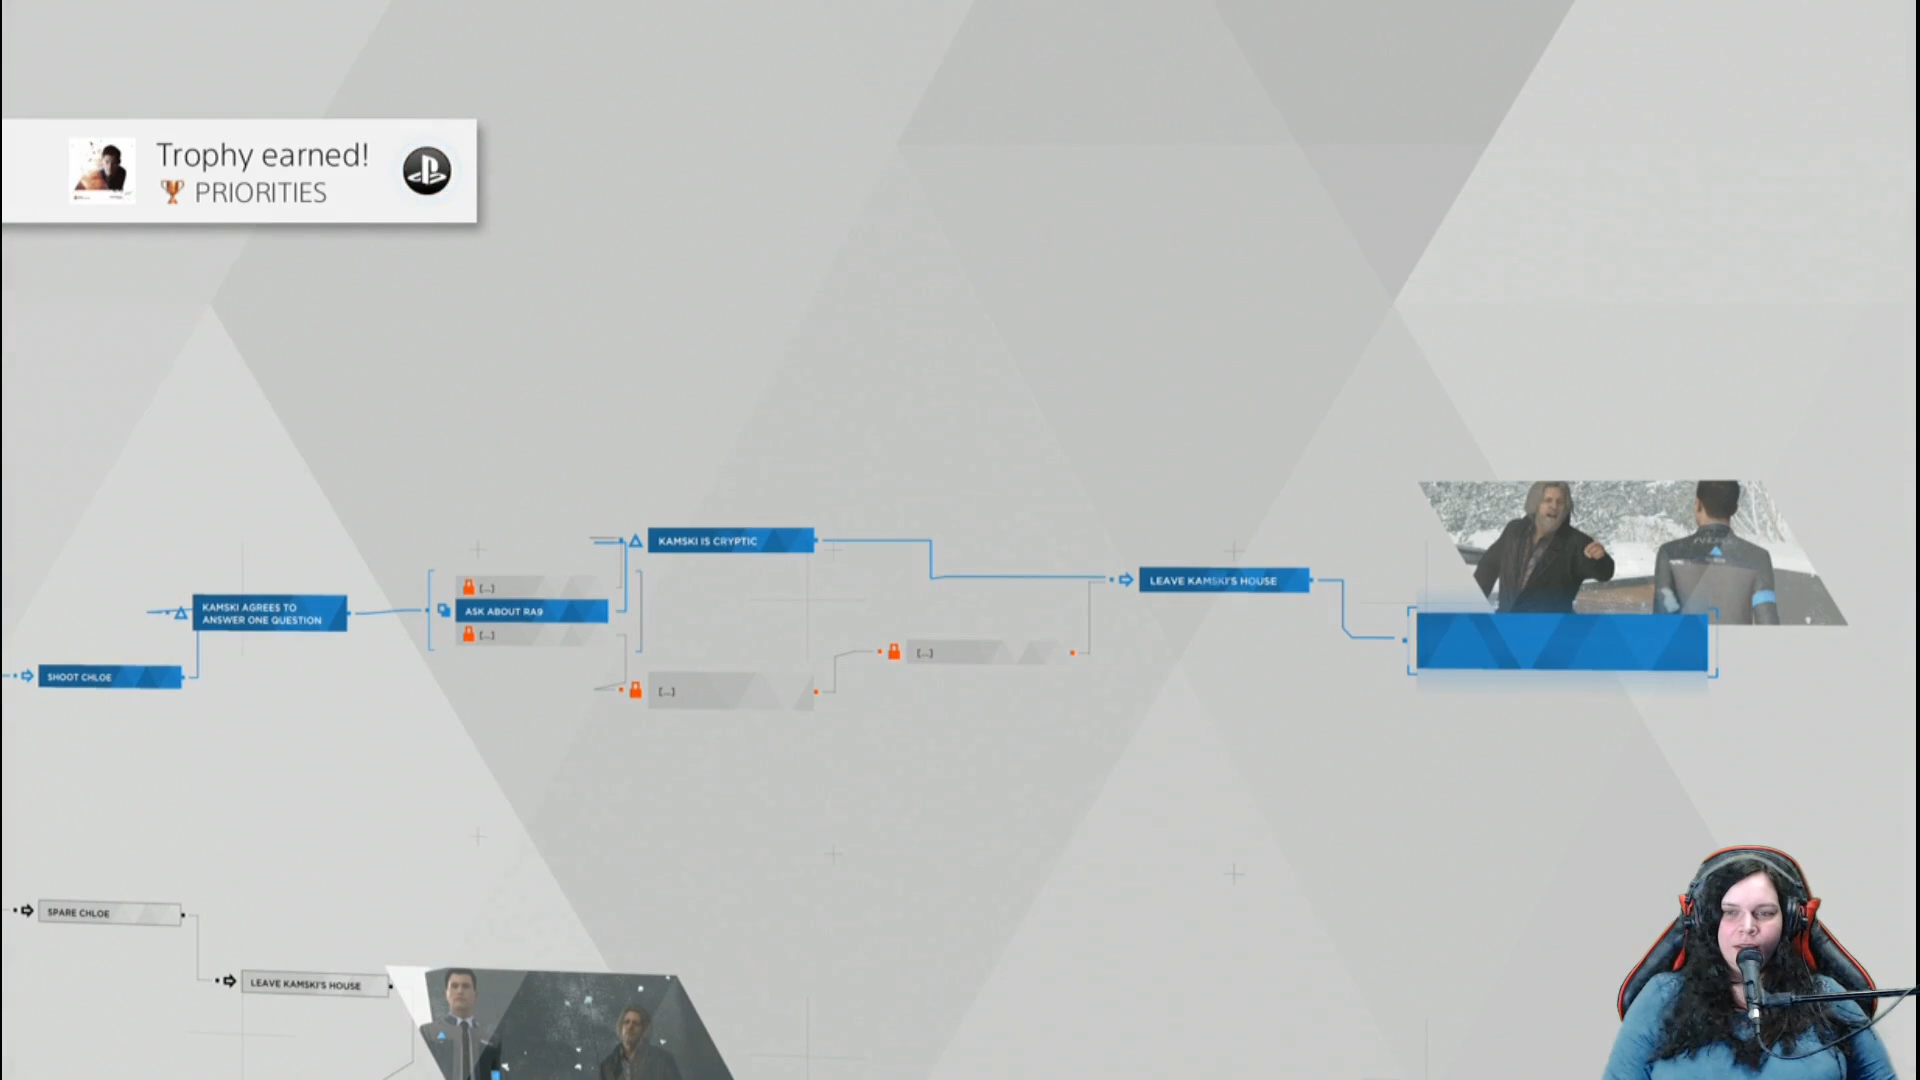 Trophy earned!
PRIORITIES
KAMSKI IS CRYPTIC
[...]
LEAVE KAMSKI'S HOUSE
KAMSKI AGREES TO
ANSWER ONE QUESTION
ASK ABOUT RA9
[...]
[...]
SHOOT CHLOE
[...]
SPARE CHLOE
LEAVE KAMSKI'S HOUSE